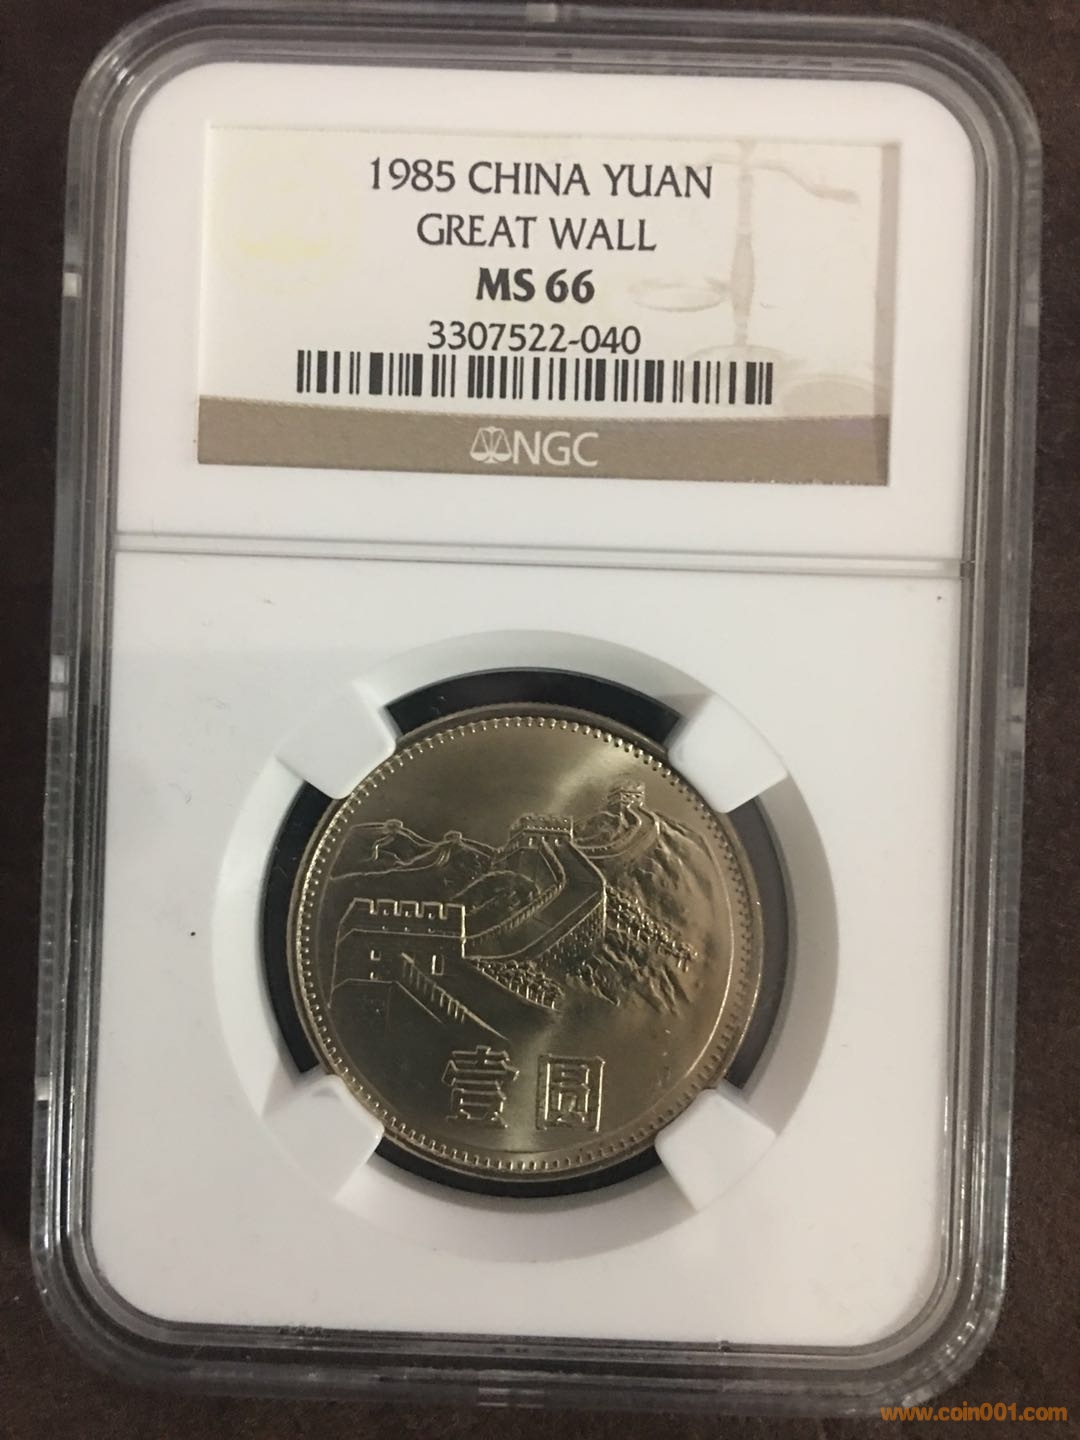 1985 CHINA YUAN
GREAT WALL
MS 66
3307522-040
NGC
壹圆
www.coin001.com